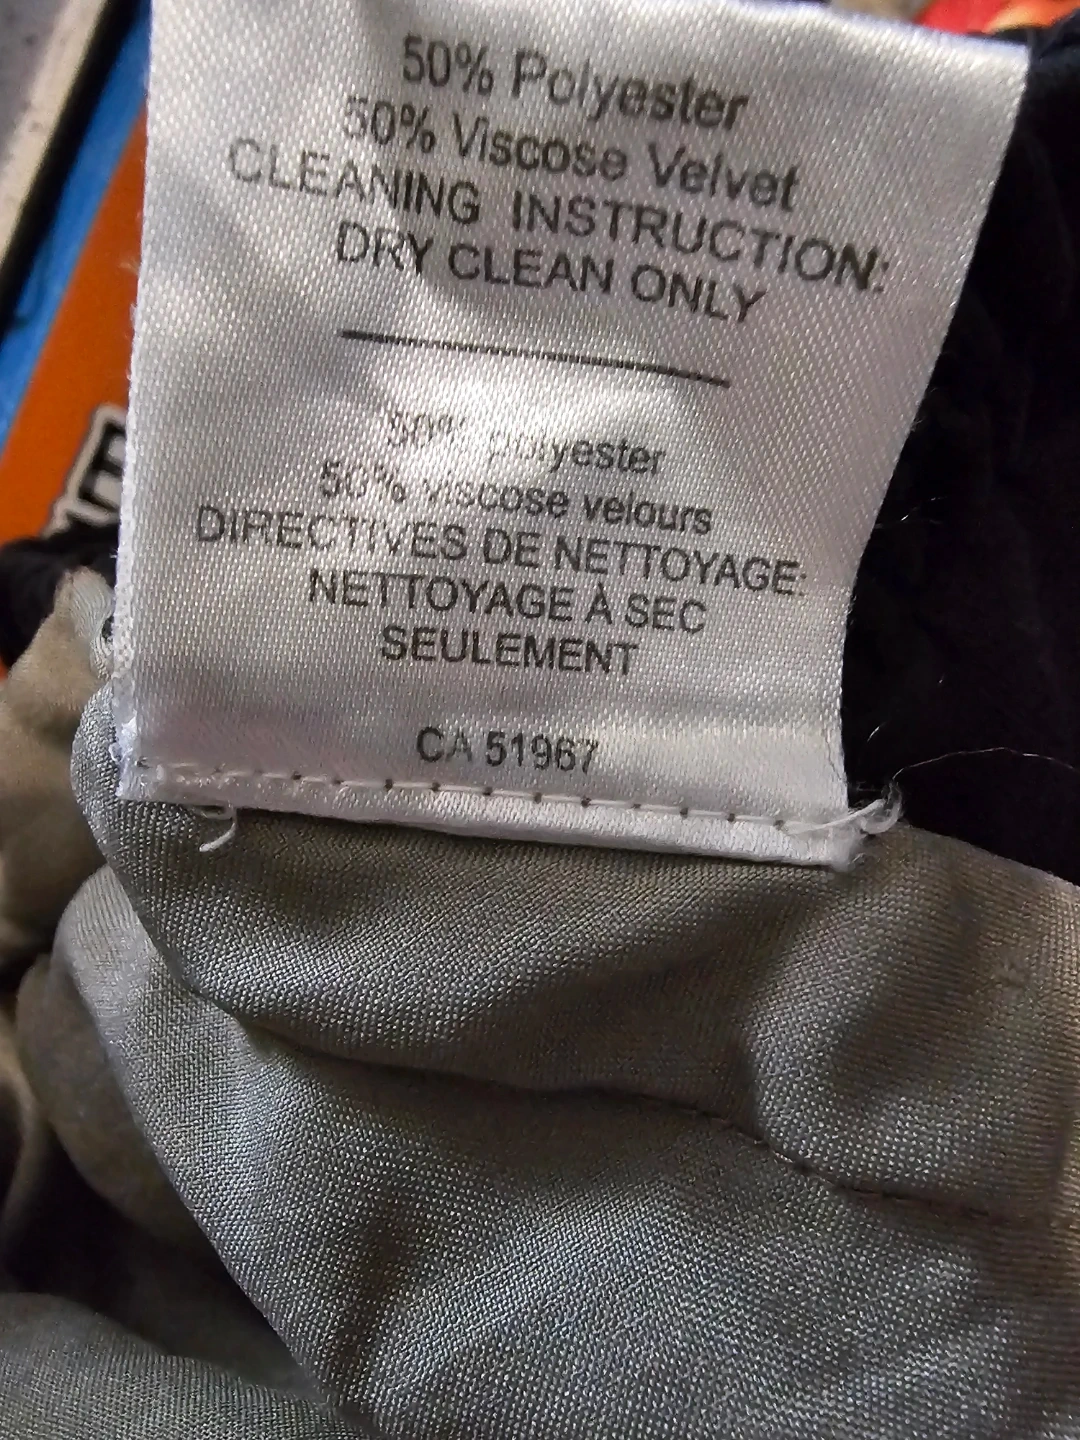 50% Polyester
50% Viscose Velvet
CLEANING INSTRUCTION:
DRY CLEAN ONLY
50% polyester
50% viscose velours
DIRECTIVES DE NETTOYAGE:
NETTOYAGE À SEC
SEULEMENT
CA 51967